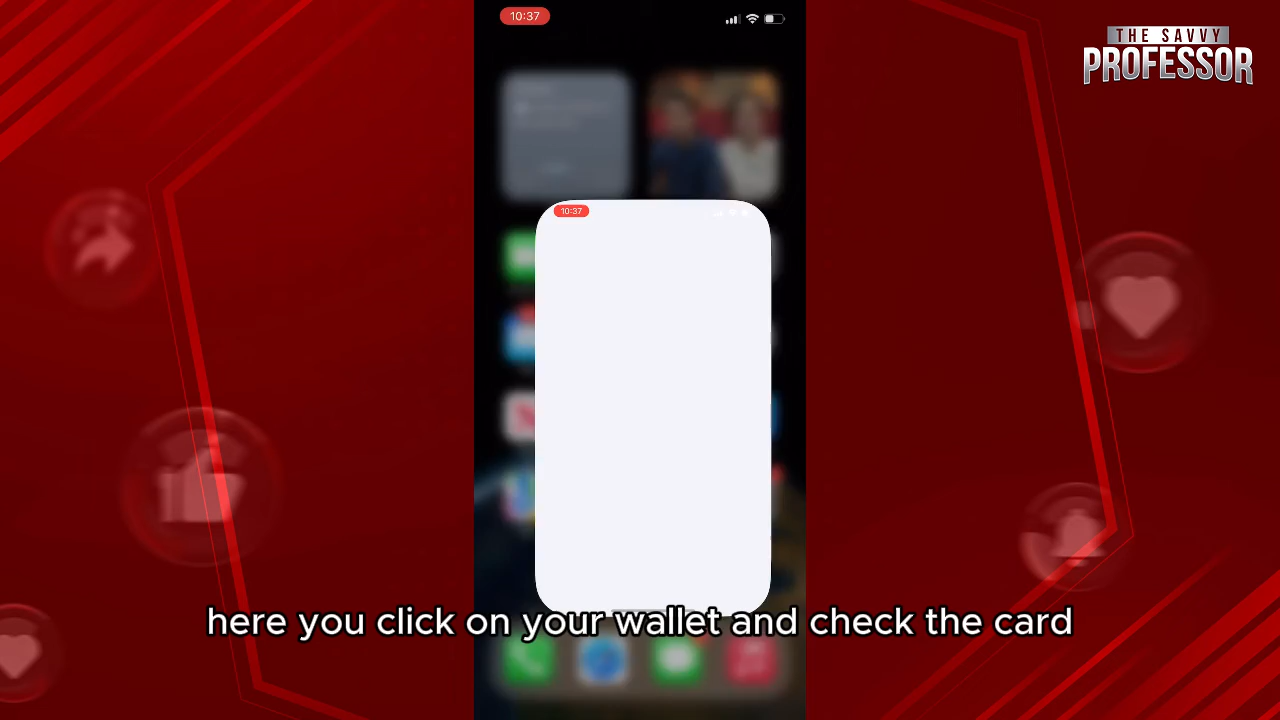 10:37
THE SAVVY
PROFESSOR
10:37
here you click on your wallet and check the card